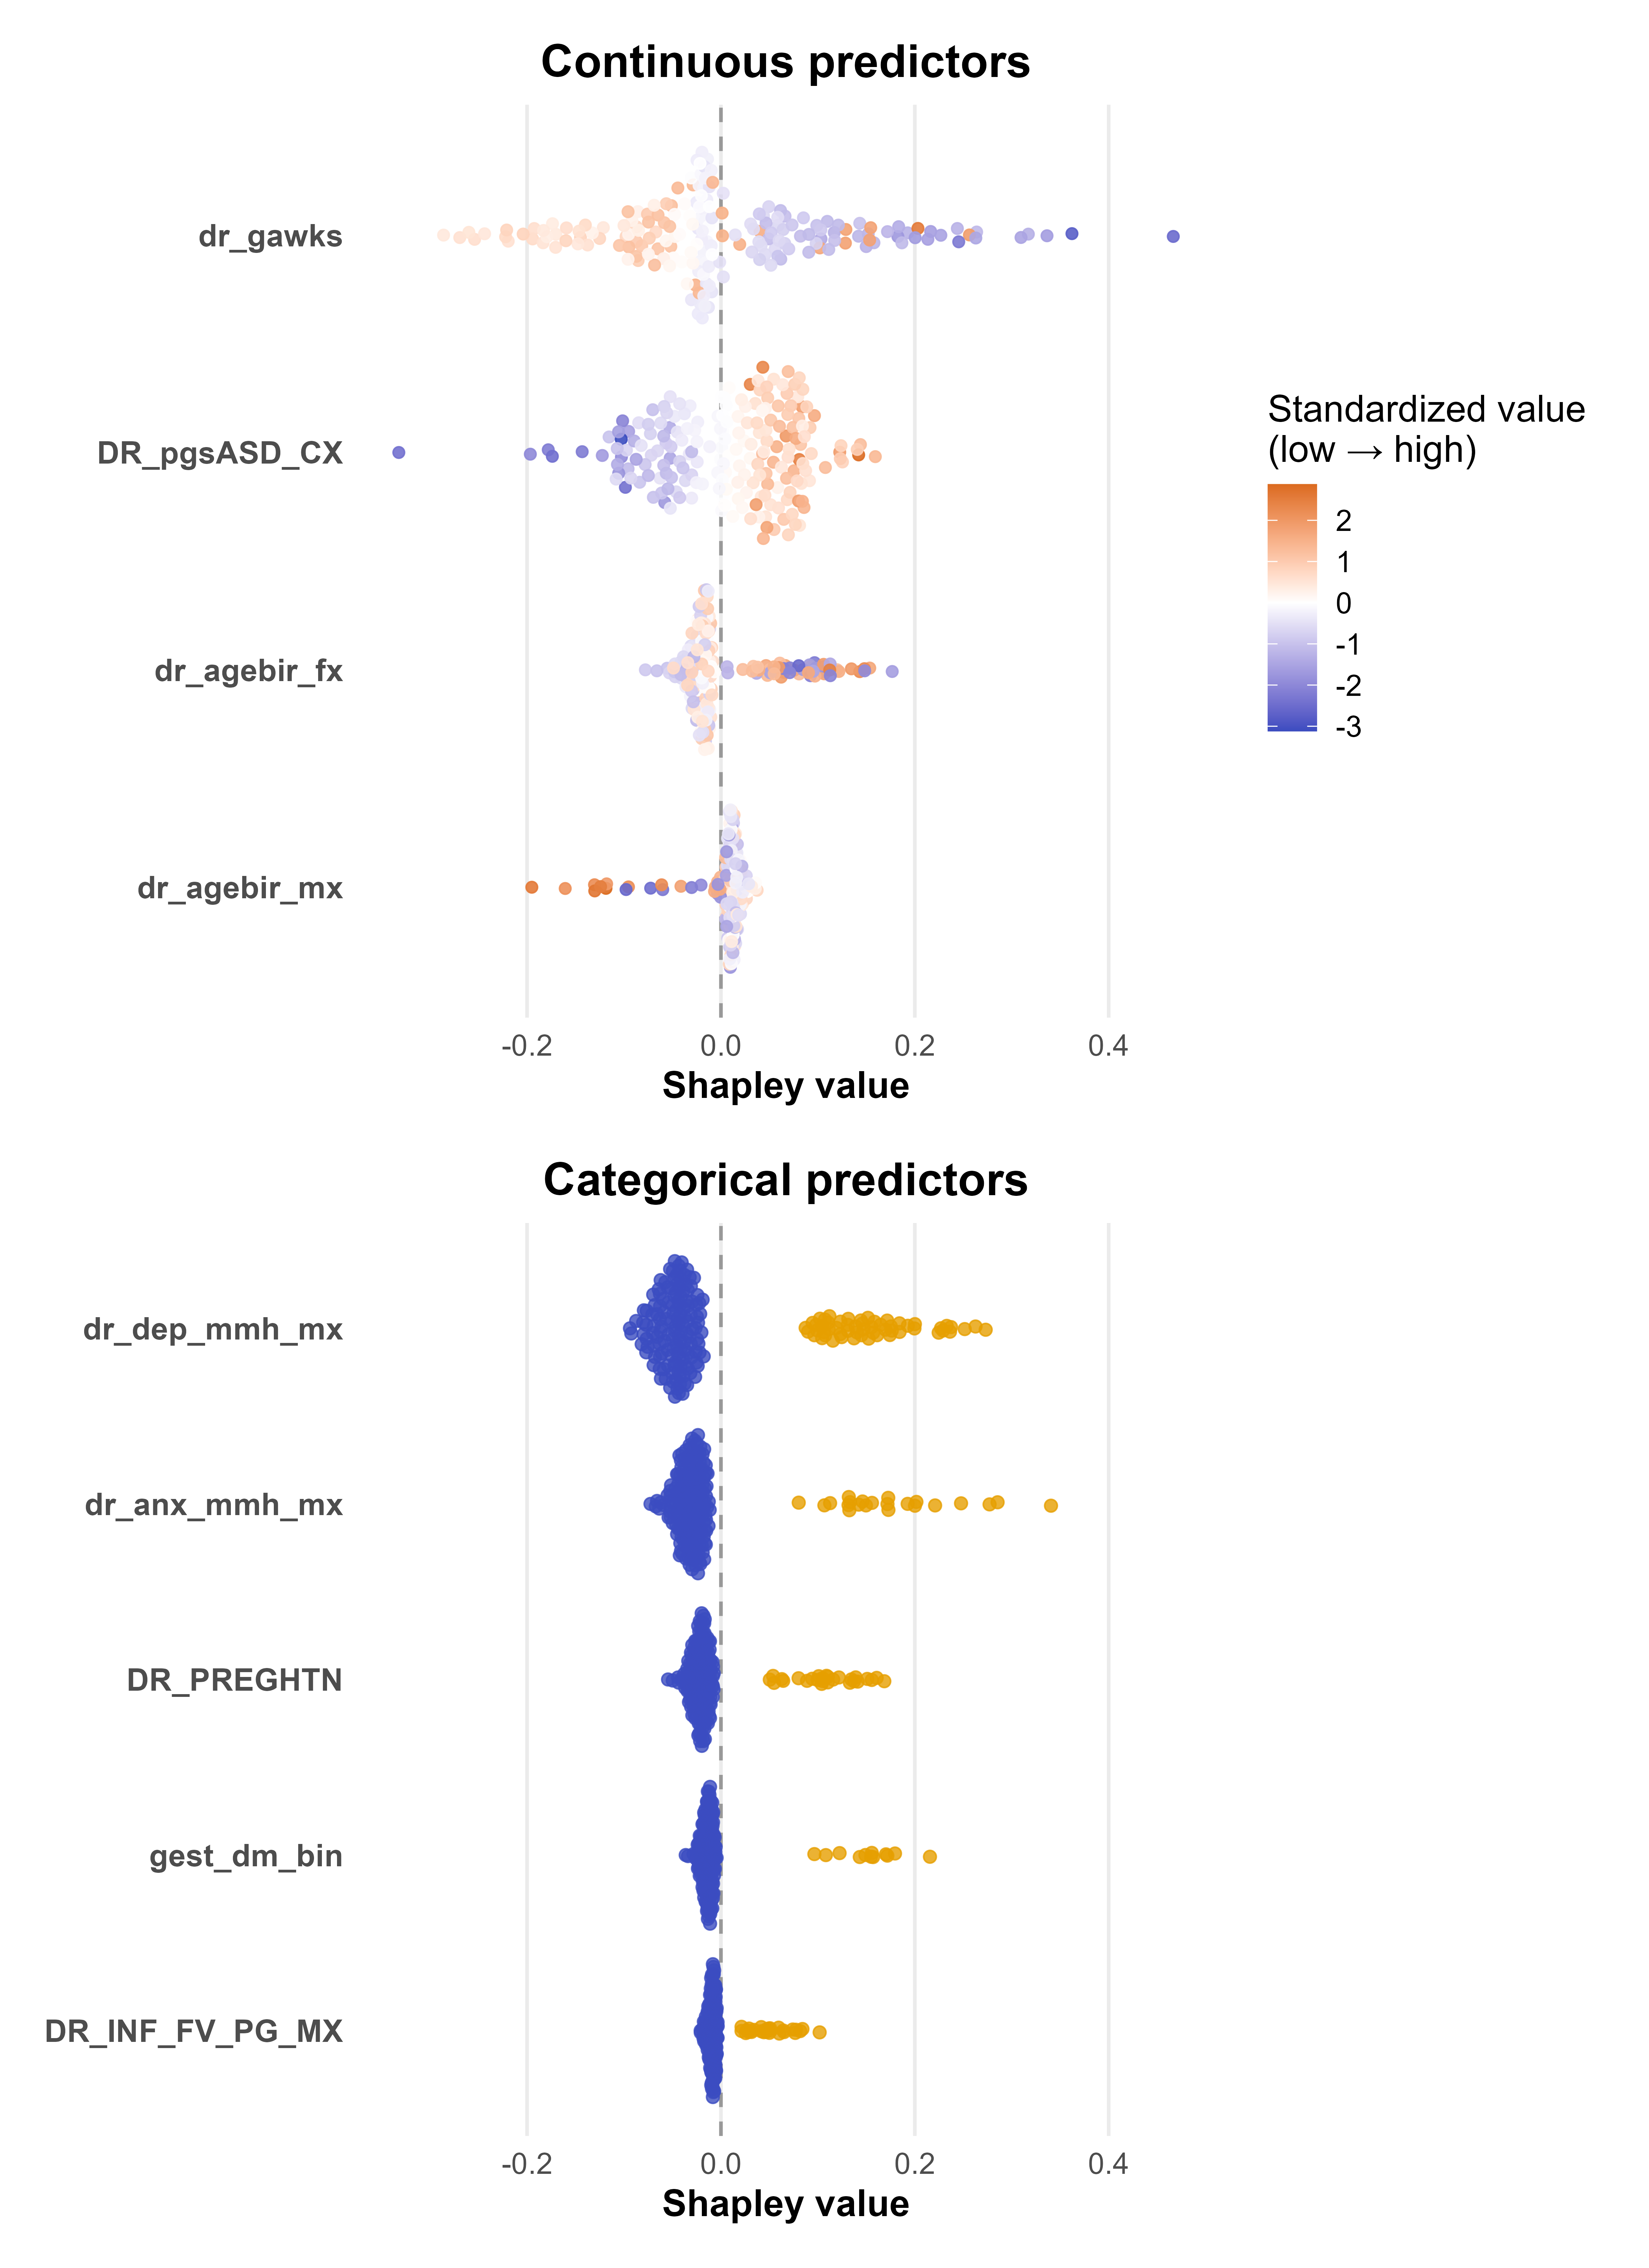 Continuous predictors
dr_gawks
DR_pgsASD_CX
dr_agebir_fx
dr_agebir_mx
-0.2
0.0
0.2
0.4
Shapley value
Standardized value
(low → high)
2
1
0
-1
-2
-3
Categorical predictors
dr_dep_mmh_mx
dr_anx_mmh_mx
DR_PREGHTN
gest_dm_bin
DR_INF_FV_PG_MX
-0.2
0.0
0.2
0.4
Shapley value